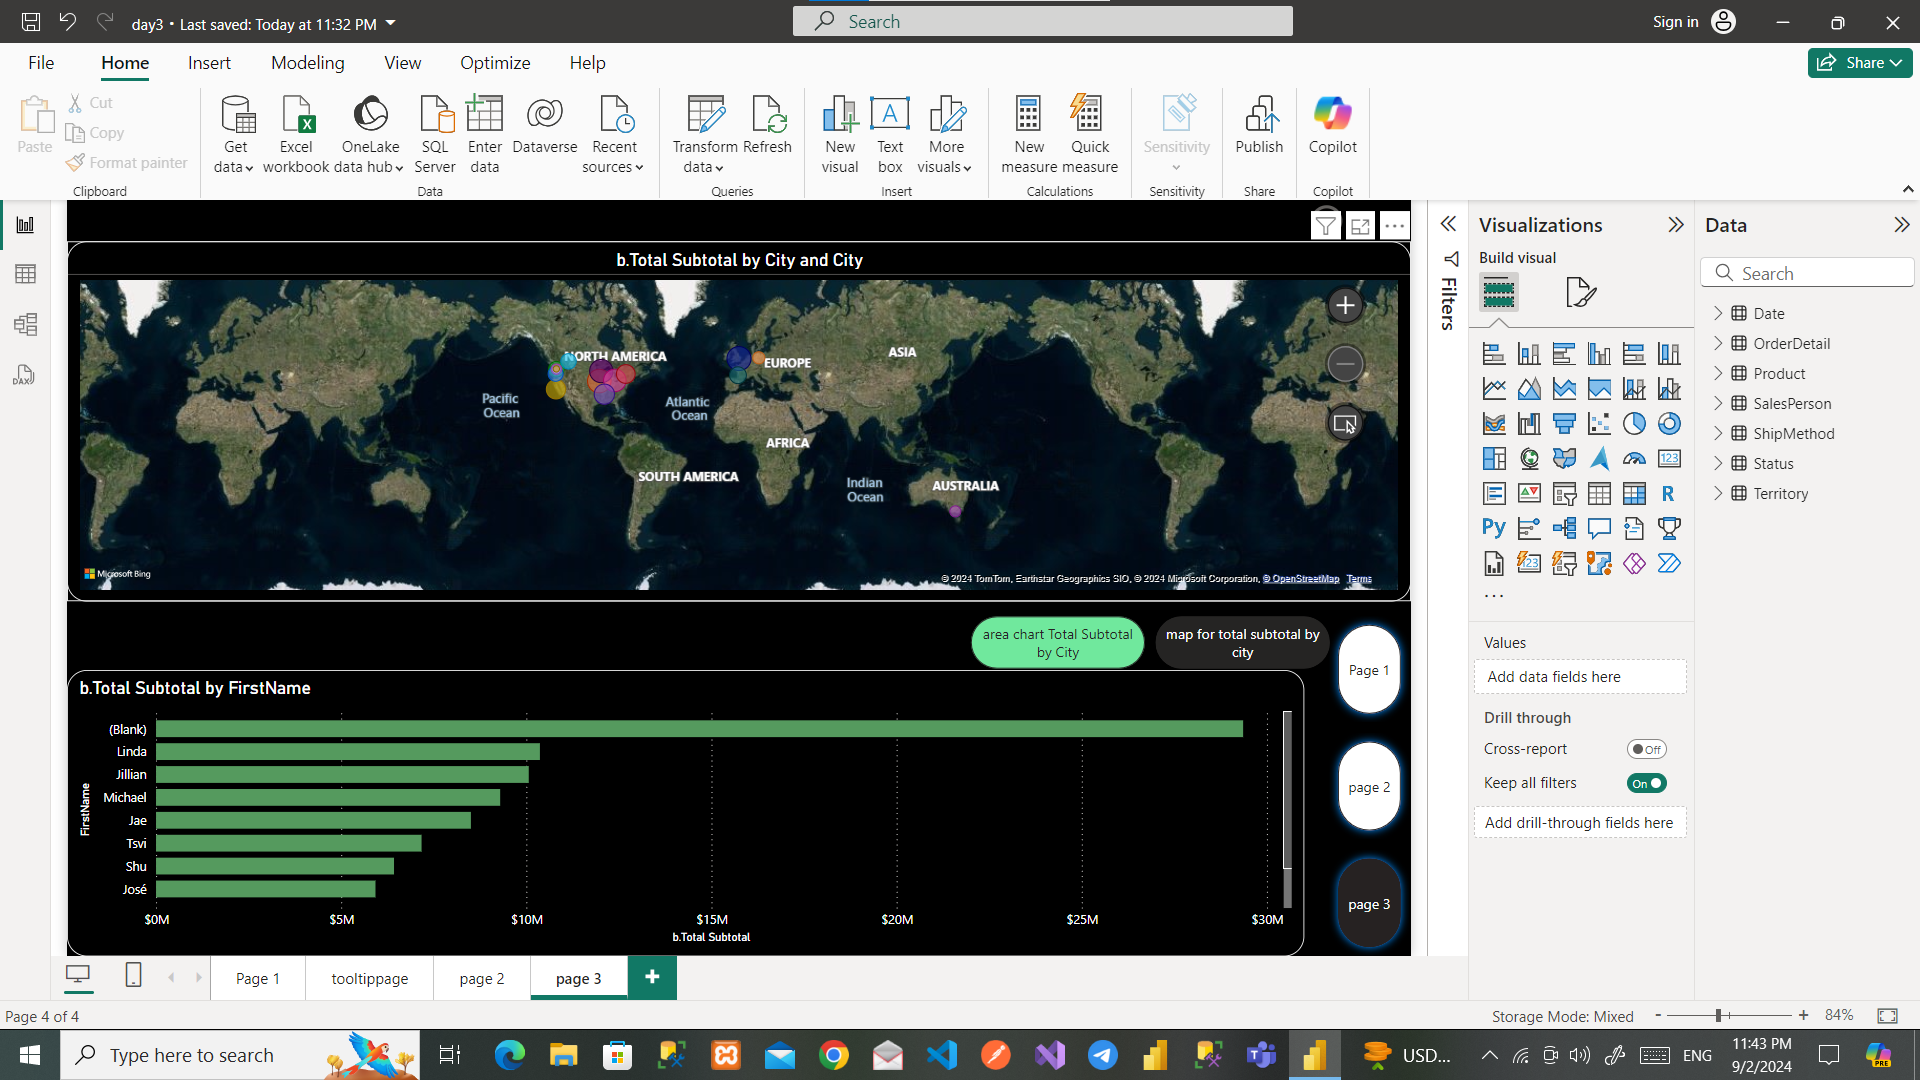 day3 • Last saved: Today at 11:32 PM
Search
Sign in
File
Home
Insert
Modeling
View
Optimize
Help
Share
Paste
Cut
Copy
Format painter
Clipboard
Get data
Excel workbook
OneLake data hub
SQL Server
Enter data
Dataverse
Recent sources
Data
Transform data
Refresh
Queries
New visual
Text box
More visuals
Insert
New measure
Quick measure
Calculations
Sensitivity
Sensitivity
Publish
Share
Copilot
Copilot
b.Total Subtotal by City and City
NORTH AMERICA
EUROPE
ASIA
Pacific
Ocean
Atlantic
Ocean
AFRICA
SOUTH AMERICA
Indian
Ocean
AUSTRALIA
Microsoft Bing
© 2024 TomTom, Earthstar Geographics SIO, © 2024 Microsoft Corporation, © OpenStreetMap Terms
area chart Total Subtotal
by City
map for total subtotal by
city
Page 1
page 2
page 3
b.Total Subtotal by FirstName
FirstName
(Blank)
Linda
Jillian
Michael
Jae
Tsvi
Shu
José
$0M $5M $10M $15M $20M $25M $30M
b.Total Subtotal
Filters
Visualizations
Build visual
123
R
Py
123
...
Values
Add data fields here
Drill through
Cross-report
Off
Keep all filters
On
Add drill-through fields here
Data
Search
Date
OrderDetail
Product
SalesPerson
ShipMethod
Status
Territory
DAX
Page 1
tooltippage
page 2
page 3
Page 4 of 4
Storage Mode: Mixed
84%
Type here to search
USD...
ENG
11:43 PM
9/2/2024
PRE